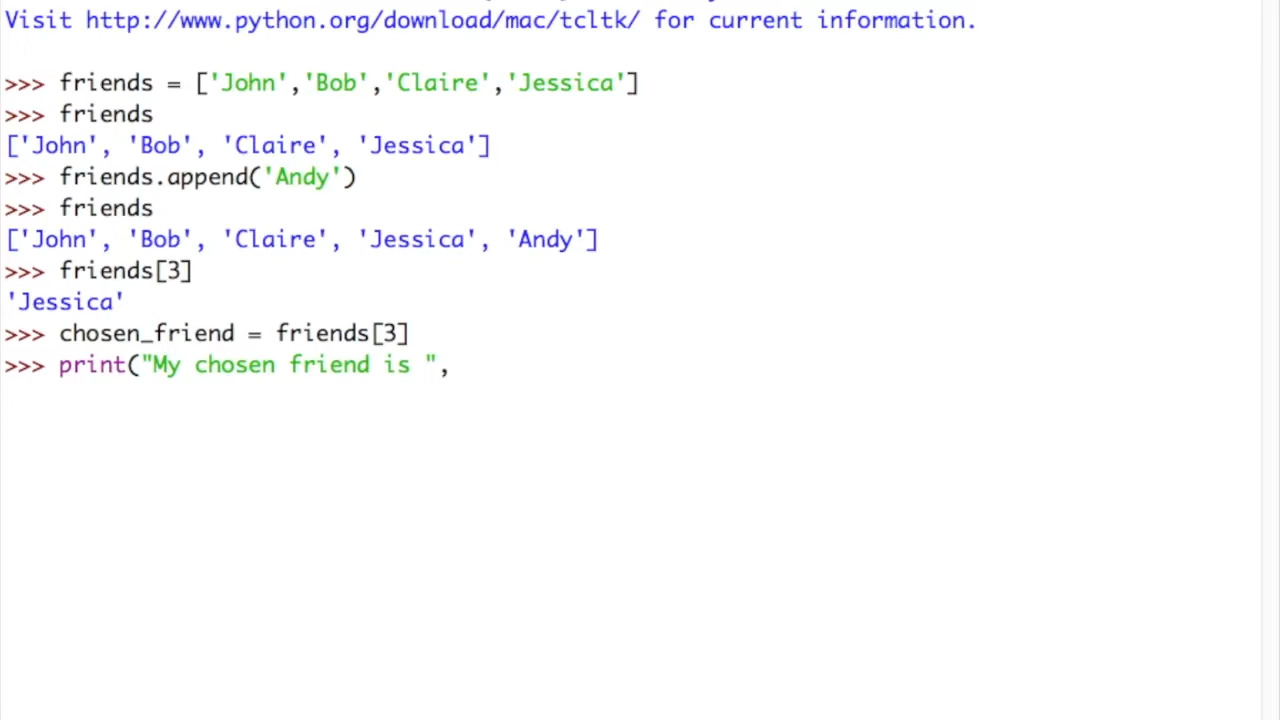 Visit http://www.python.org/download/mac/tcltk/ for current information.
>>> friends = ['John','Bob','Claire','Jessica']
>>> friends
['John', 'Bob', 'Claire', 'Jessica']
>>> friends.append('Andy')
>>> friends
['John', 'Bob', 'Claire', 'Jessica', 'Andy']
>>> friends[3]
'Jessica'
>>> chosen_friend = friends[3]
>>> print("My chosen friend is ",